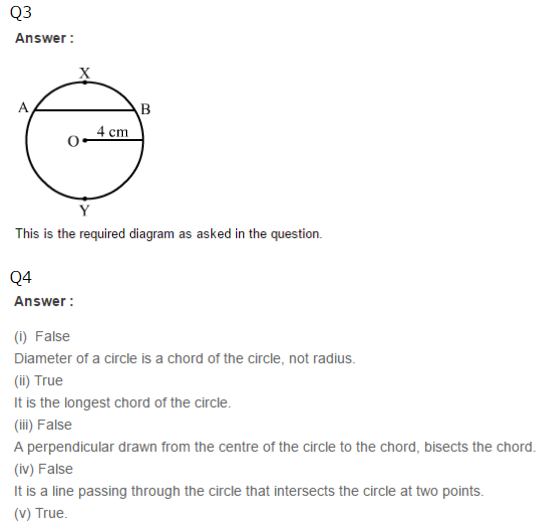 Q3
Answer :
X
A
B
4 cm
O
Y
This is the required diagram as asked in the question.
Q4
Answer :
(i) False
Diameter of a circle is a chord of the circle, not radius.
(ii) True
It is the longest chord of the circle.
(iii) False
A perpendicular drawn from the centre of the circle to the chord, bisects the chord.
(iv) False
It is a line passing through the circle that intersects the circle at two points.
(v) True.